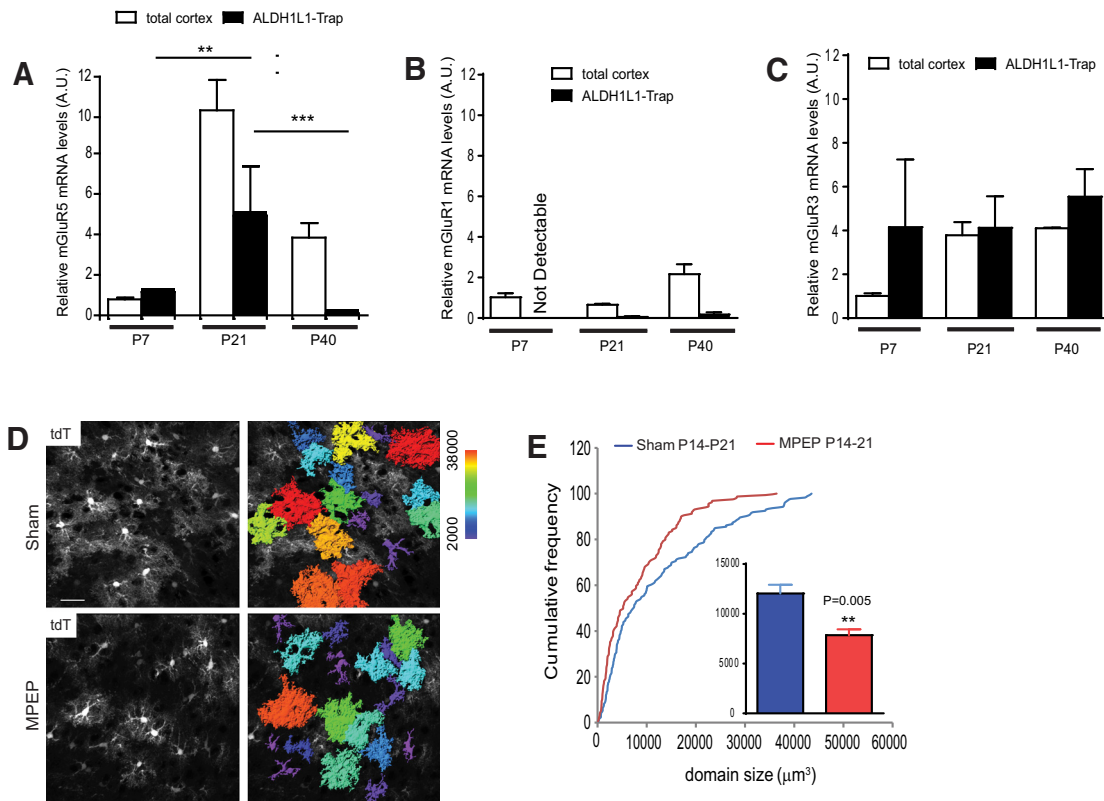 total cortex ALDH1L1-Trap
A
Relative mGluR5 mRNA levels (A.U.)
12
10
8
6
4
2
0
**
***
:
P7 P21 P40
B
Relative mGluR1 mRNA levels (A.U.)
12
10
8
6
4
2
0
total cortex
ALDH1L1-Trap
Not Detectable
P7 P21 P40
C
Relative mGluR3 mRNA levels (A.U.)
12
10
8
6
4
2
0
total cortex ALDH1L1-Trap
P7 P21 P40
D
tdT
Sham
38000
2000
tdT
MPEP
E
Sham P14-P21 MPEP P14-21
Cumulative frequency
120
100
80
60
40
20
0
0 10000 20000 30000 40000 50000 60000
domain size (µm³)
15000
10000
5000
0
P=0.005
**